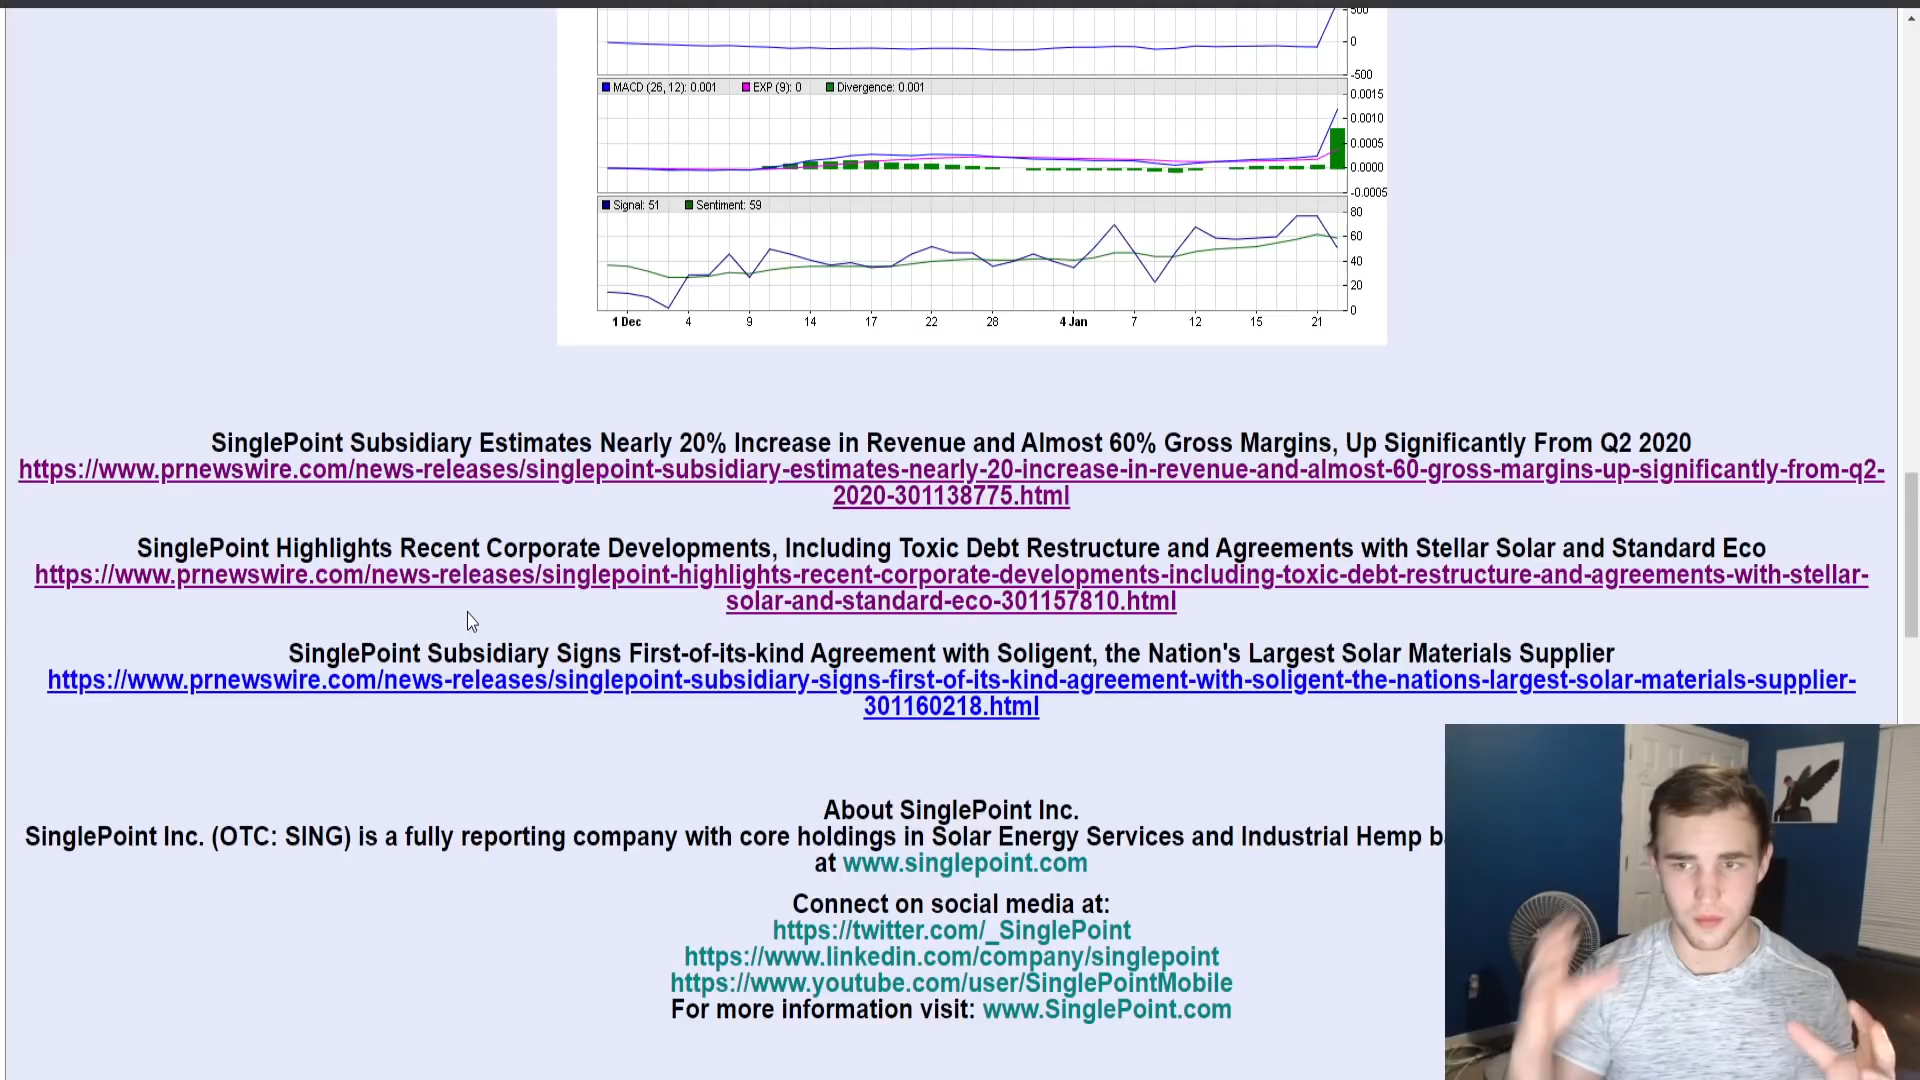 500
0
-500
MACD (26, 12): 0.001 EXP (9): 0 Divergence: 0.001
0.0015
0.0010
0.0005
0.0000
-0.0005
Signal: 51 Sentiment: 59
80
60
40
20
0
1 Dec 4 9 14 17 22 28 4 Jan 7 12 15 21
SinglePoint Subsidiary Estimates Nearly 20% Increase in Revenue and Almost 60% Gross Margins, Up Significantly From Q2 2020
https://www.prnewswire.com/news-releases/singlepoint-subsidiary-estimates-nearly-20-increase-in-revenue-and-almost-60-gross-margins-up-significantly-from-q2-
2020-301138775.html
SinglePoint Highlights Recent Corporate Developments, Including Toxic Debt Restructure and Agreements with Stellar Solar and Standard Eco
https://www.prnewswire.com/news-releases/singlepoint-highlights-recent-corporate-developments-including-toxic-debt-restructure-and-agreements-with-stellar-
solar-and-standard-eco-301157810.html
SinglePoint Subsidiary Signs First-of-its-kind Agreement with Soligent, the Nation's Largest Solar Materials Supplier
https://www.prnewswire.com/news-releases/singlepoint-subsidiary-signs-first-of-its-kind-agreement-with-soligent-the-nations-largest-solar-materials-supplier-
301160218.html
About SinglePoint Inc.
SinglePoint Inc. (OTC: SING) is a fully reporting company with core holdings in Solar Energy Services and Industrial Hemp
at www.singlepoint.com
Connect on social media at:
https://twitter.com/_SinglePoint
https://www.linkedin.com/company/singlepoint
https://www.youtube.com/user/SinglePointMobile
For more information visit: www.SinglePoint.com